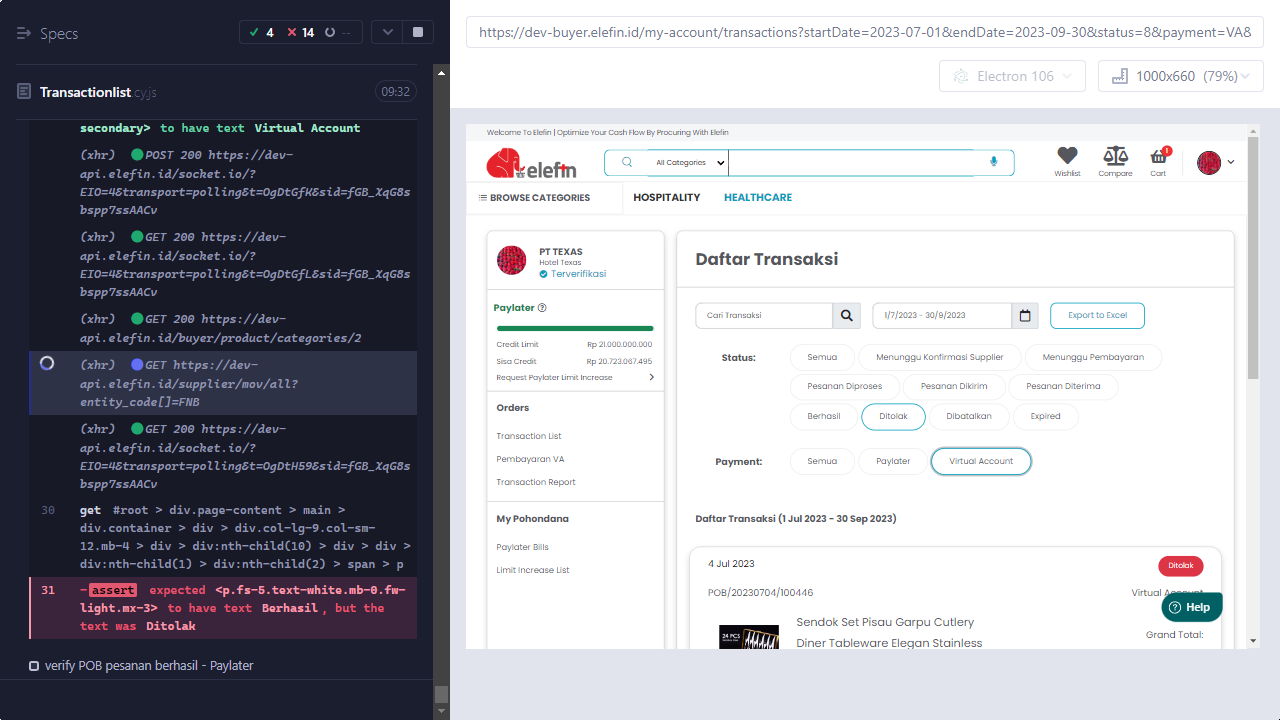 Specs
4
14
--
Transactionlist.cy.js
09:32
secondary> to have text Virtual Account
(xhr) POST 200 https://dev-
api.elefin.id/socket.io/?
EIO=4&transport=polling&t=OgDtGfK&sid=fGB_XqG8s
bspp7ssAACv
(xhr) GET 200 https://dev-
api.elefin.id/socket.io/?
EIO=4&transport=polling&t=OgDtGfL&sid=fGB_XqG8s
bspp7ssAACv
(xhr) GET 200 https://dev-
api.elefin.id/buyer/product/categories/2
(xhr) GET https://dev-
api.elefin.id/supplier/mov/all?
entity_code[]=FNB
(xhr) GET 200 https://dev-
api.elefin.id/socket.io/?
EIO=4&transport=polling&t=OgDtH59&sid=fGB_XqG8s
bspp7ssAACv
30 get #root > div.page-content > main >
div.container > div > div.col-lg-9.col-sm-
12.mb-4 > div > div:nth-child(10) > div > div >
div:nth-child(1) > div:nth-child(2) > span > p
31 -assert expected <p.fs-5.text-white.mb-0.fw-
light.mx-3> to have text Berhasil, but the
text was Ditolak
verify POB pesanan berhasil - Paylater
https://dev-buyer.elefin.id/my-account/transactions?startDate=2023-07-01&endDate=2023-09-30&status=8&payment=VA&
Electron 106
1000x660 (79%)
Welcome To Elefin | Optimize Your Cash Flow By Procuring With Elefin
elefin
All Categories
Wishlist
Compare
1
Cart
BROWSE CATEGORIES
HOSPITALITY
HEALTHCARE
PT TEXAS
Hotel Texas
Terverifikasi
Paylater
Credit Limit Rp 21.000.000.000
Sisa Credit Rp 20.723.067.495
Request Paylater Limit Increase
Orders
Transaction List
Pembayaran VA
Transaction Report
My Pohondana
Paylater Bills
Limit Increase List
Daftar Transaksi
Cari Transaksi
1/7/2023 - 30/9/2023
Export to Excel
Status:
Semua
Menunggu Konfirmasi Supplier
Menunggu Pembayaran
Pesanan Diproses
Pesanan Dikirim
Pesanan Diterima
Berhasil
Ditolak
Dibatalkan
Expired
Payment:
Semua
Paylater
Virtual Account
Daftar Transaksi (1 Jul 2023 - 30 Sep 2023)
4 Jul 2023
Ditolak
POB/20230704/100446
Virtual Account
Help
24 PCS
Sendok Set Pisau Garpu Cutlery
Diner Tableware Elegan Stainless
Grand Total: